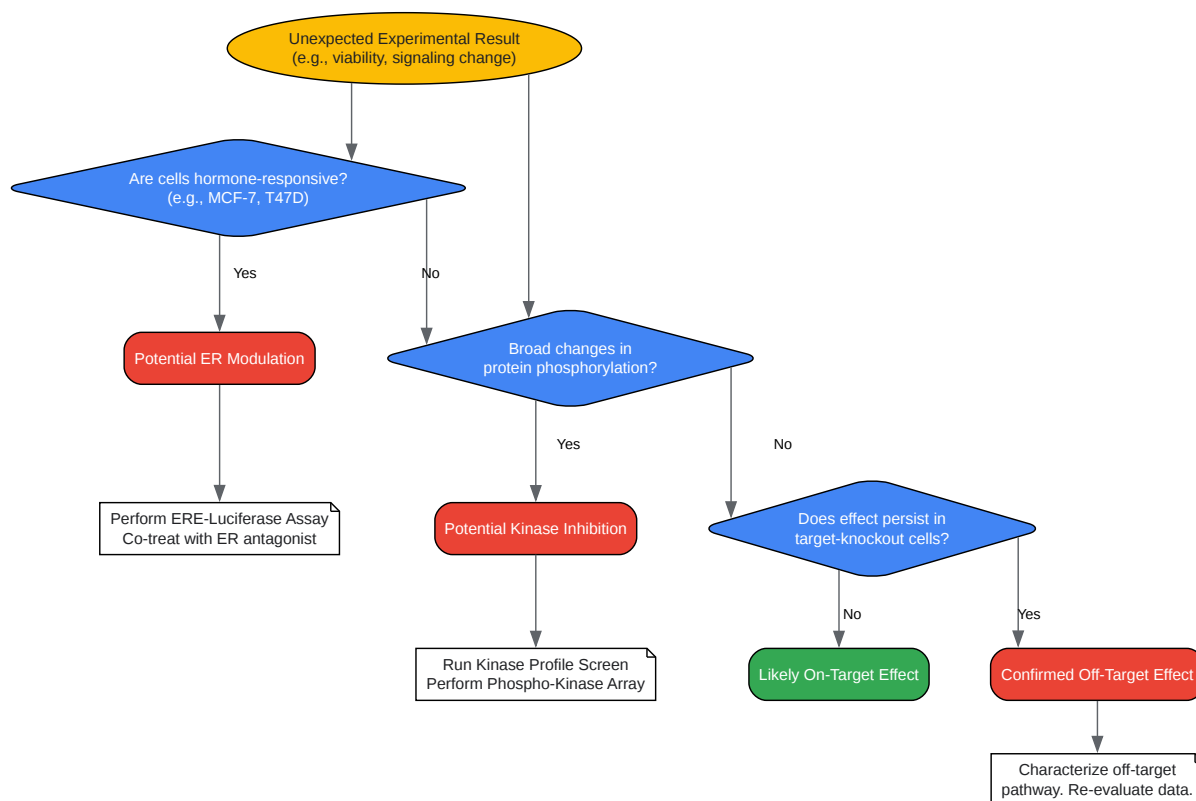 Unexpected Experimental Result
(e.g., viability, signaling change)
Are cells hormone-responsive?
(e.g., MCF-7, T47D)
Yes
No
Potential ER Modulation
Broad changes in
protein phosphorylation?
Yes
No
Perform ERE-Luciferase Assay
Co-treat with ER antagonist
Potential Kinase Inhibition
Does effect persist in
target-knockout cells?
No
Yes
Run Kinase Profile Screen
Perform Phospho-Kinase Array
Likely On-Target Effect
Confirmed Off-Target Effect
Characterize off-target
pathway. Re-evaluate data.